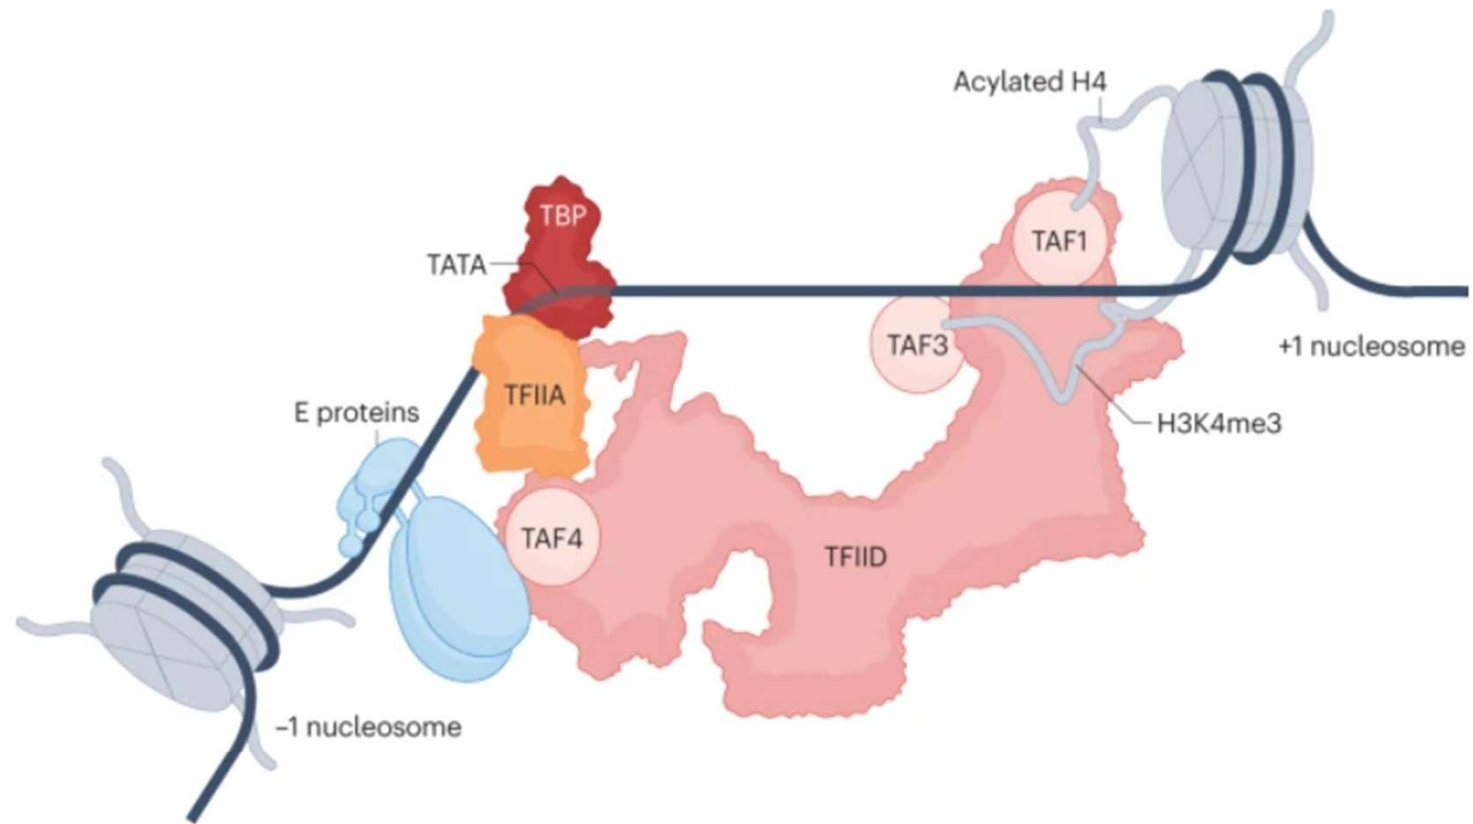 Acylated H4
TBP
TATA
TAF1
TAF3
+1 nucleosome
TFIIA
E proteins
H3K4me3
TAF4
TFIID
–1 nucleosome